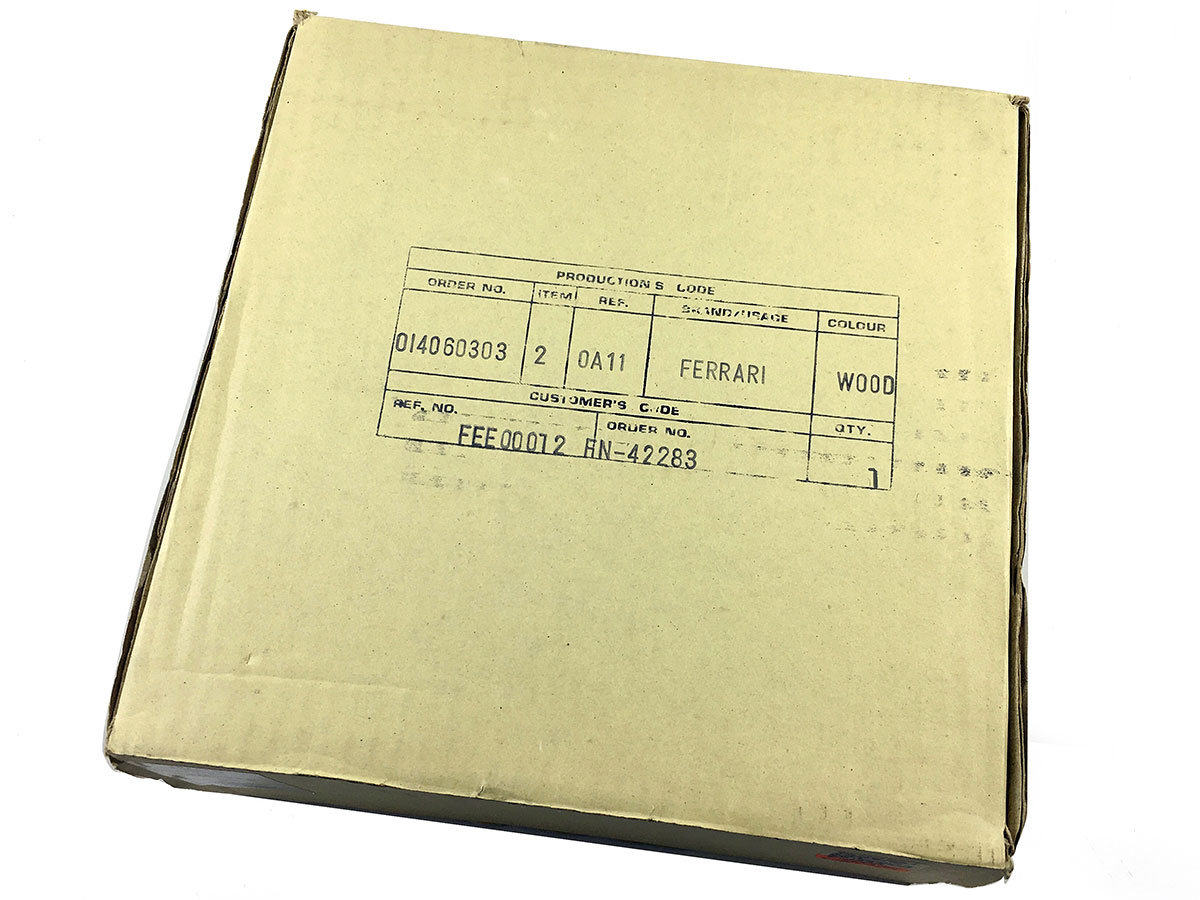 PRODUCTION'S CODE
ORDER NO. ITEM REF. BRAND/USAGE COLOUR
014060303 2 0A11 FERRARI WOOD
CUSTOMER'S CODE
REF. NO. ORDER NO. QTY.
FEE00012 HN-42283 1